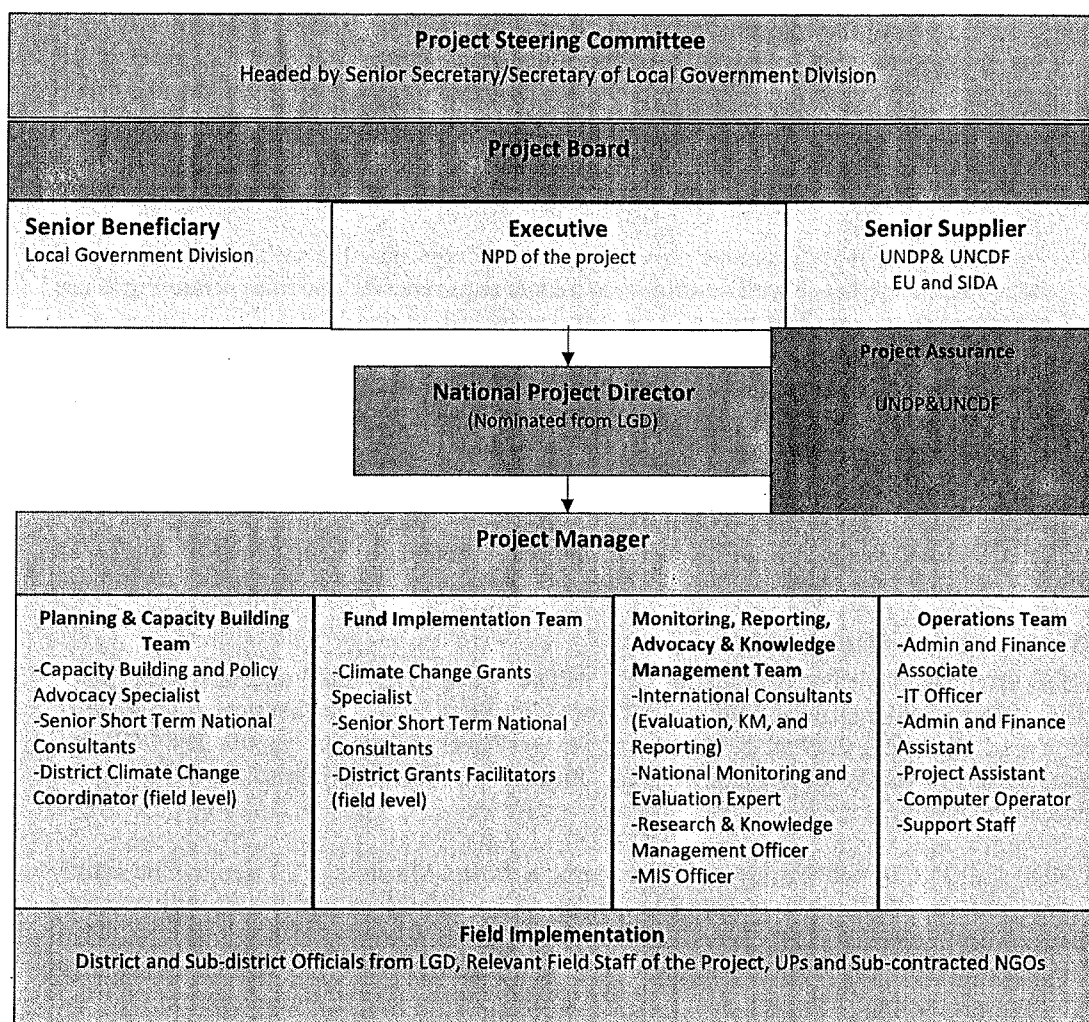 Project Steering Committee
Headed by Senior Secretary/Secretary of Local Government Division
Project Board
Senior Beneficiary
Local Government Division
Executive
NPD of the project
Senior Supplier
UNDP& UNCDF
EU and SIDA
National Project Director
(Nominated from LGD)
Project Assurance
UNDP&UNCDF
Project Manager
Planning & Capacity Building
Team
-Capacity Building and Policy
Advocacy Specialist
-Senior Short Term National
Consultants
-District Climate Change
Coordinator (field level)
Fund Implementation Team
-Climate Change Grants
Specialist
-Senior Short Term National
Consultants
-District Grants Facilitators
(field level)
Monitoring, Reporting,
Advocacy & Knowledge
Management Team
-International Consultants
(Evaluation, KM, and
Reporting)
-National Monitoring and
Evaluation Expert
-Research & Knowledge
Management Officer
-MIS Officer
Operations Team
-Admin and Finance
Associate
-IT Officer
-Admin and Finance
Assistant
-Project Assistant
-Computer Operator
-Support Staff
Field Implementation
District and Sub-district Officials from LGD, Relevant Field Staff of the Project, UPs and Sub-contracted NGOs